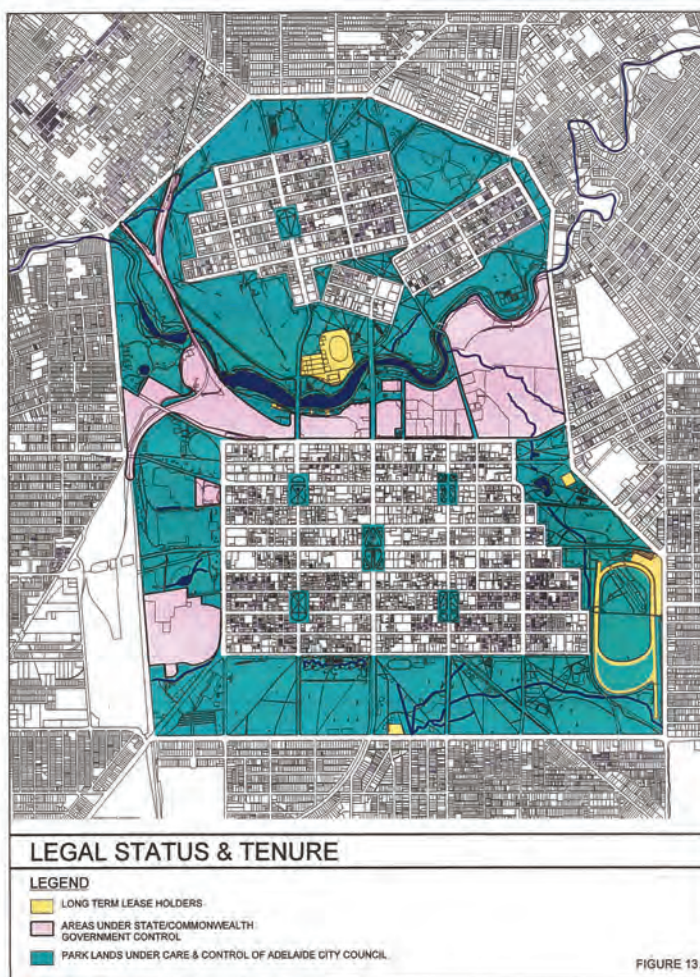 LEGAL STATUS & TENURE
LEGEND
LONG TERM LEASE HOLDERS
AREAS UNDER STATE/COMMONWEALTH
GOVERNMENT CONTROL
PARK LANDS UNDER CARE & CONTROL OF ADELAIDE CITY COUNCIL
FIGURE 13